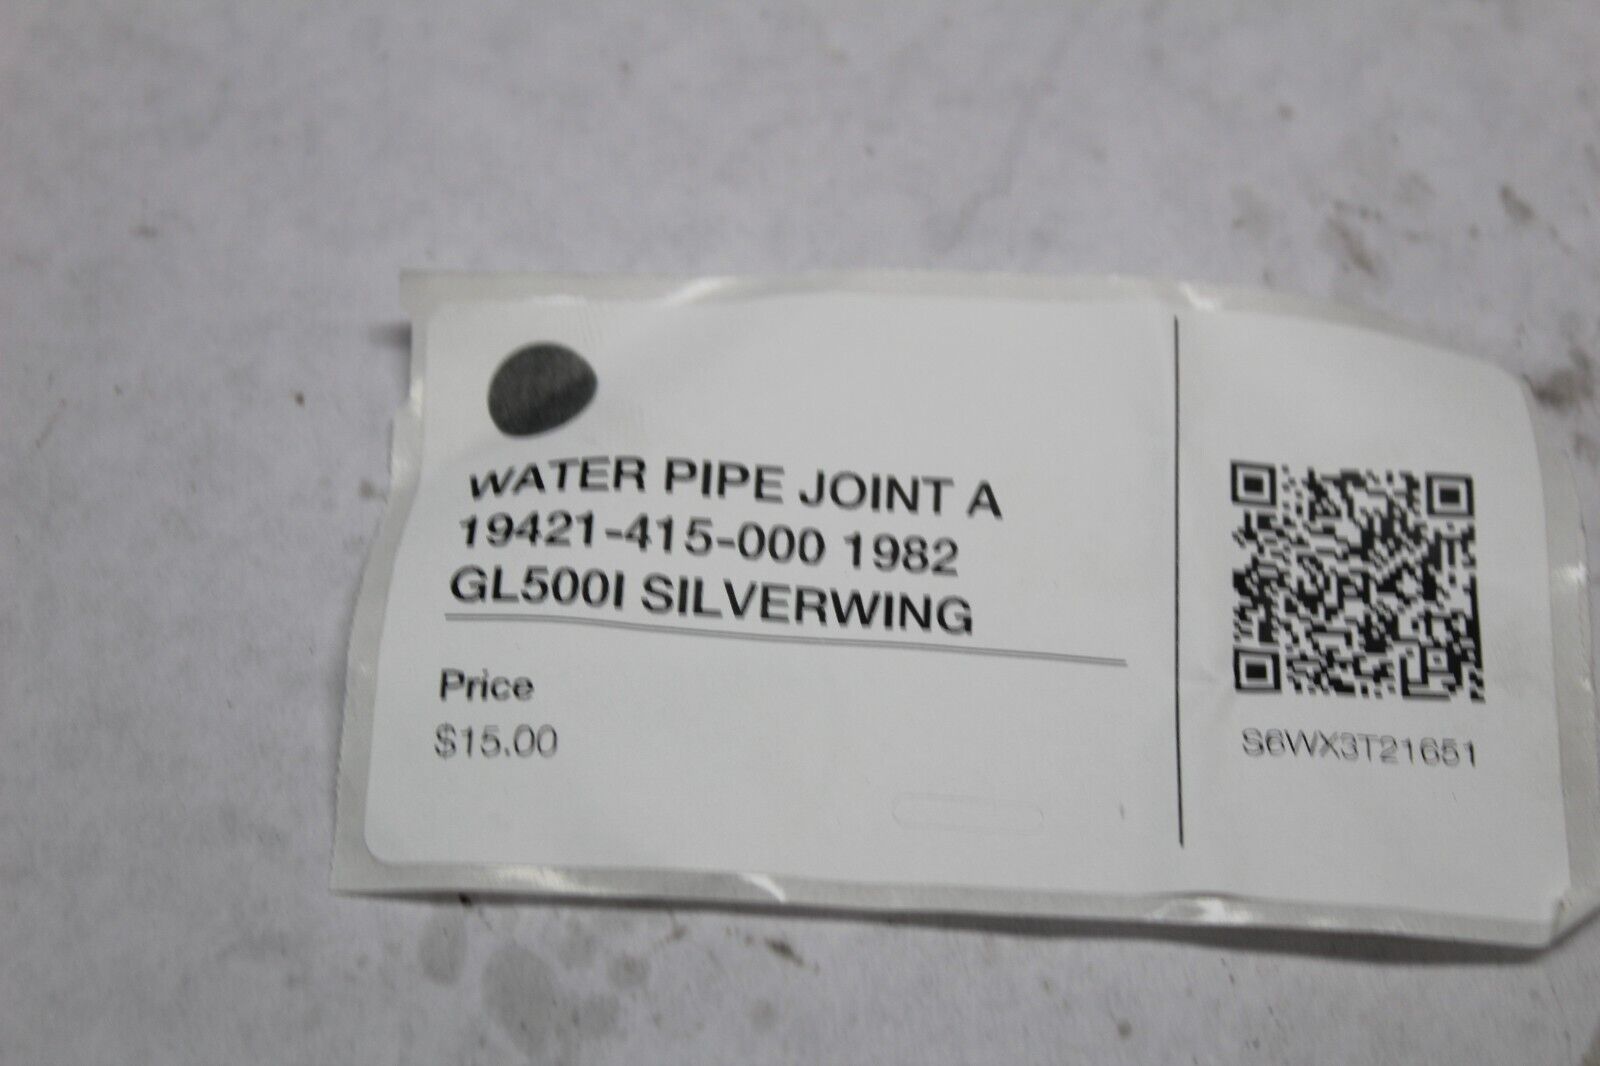 WATER PIPE JOINT A
19421-415-000 1982
GL500I SILVERWING
Price
$15.00
S6WX3T21651